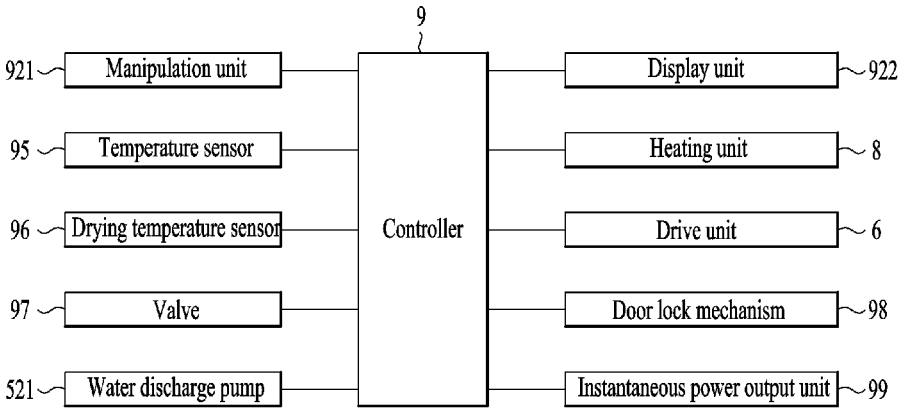 9
921 Manipulation unit
Display unit 922
95 Temperature sensor
Heating unit 8
96 Drying temperature sensor
Controller
Drive unit 6
97 Valve
Door lock mechanism 98
521 Water discharge pump
Instantaneous power output unit 99